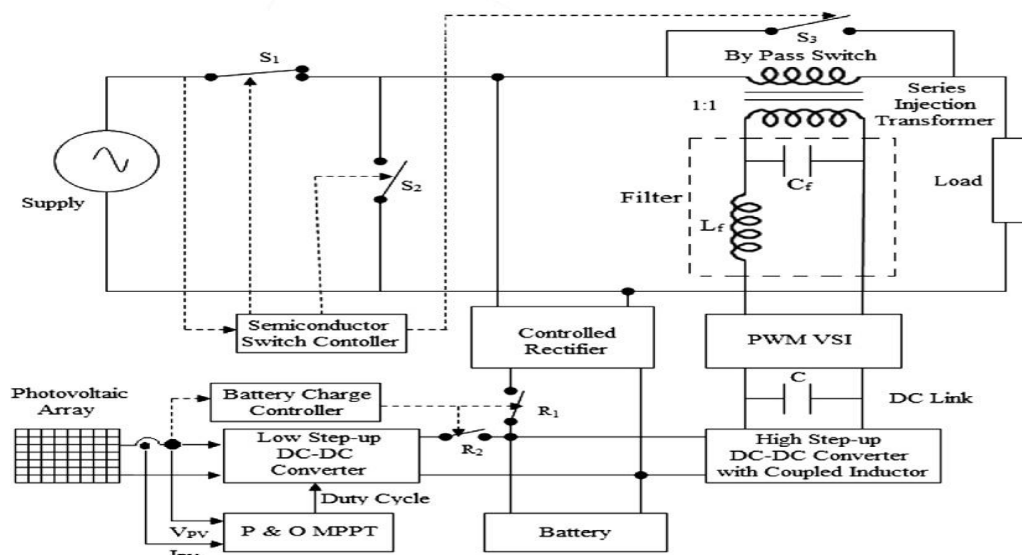 S3
By Pass Switch
S1
1:1
Series
Injection
Transformer
S2
Cf
Supply
Filter
Lf
Load
Semiconductor
Switch Contoller
Controlled
Rectifier
PWM VSI
Photovoltaic
Array
Battery Charge
Controller
R1
C
DC Link
Low Step-up
DC-DC
Converter
R2
High Step-up
DC-DC Converter
with Coupled Inductor
Duty Cycle
VPV
P & O MPPT
Battery